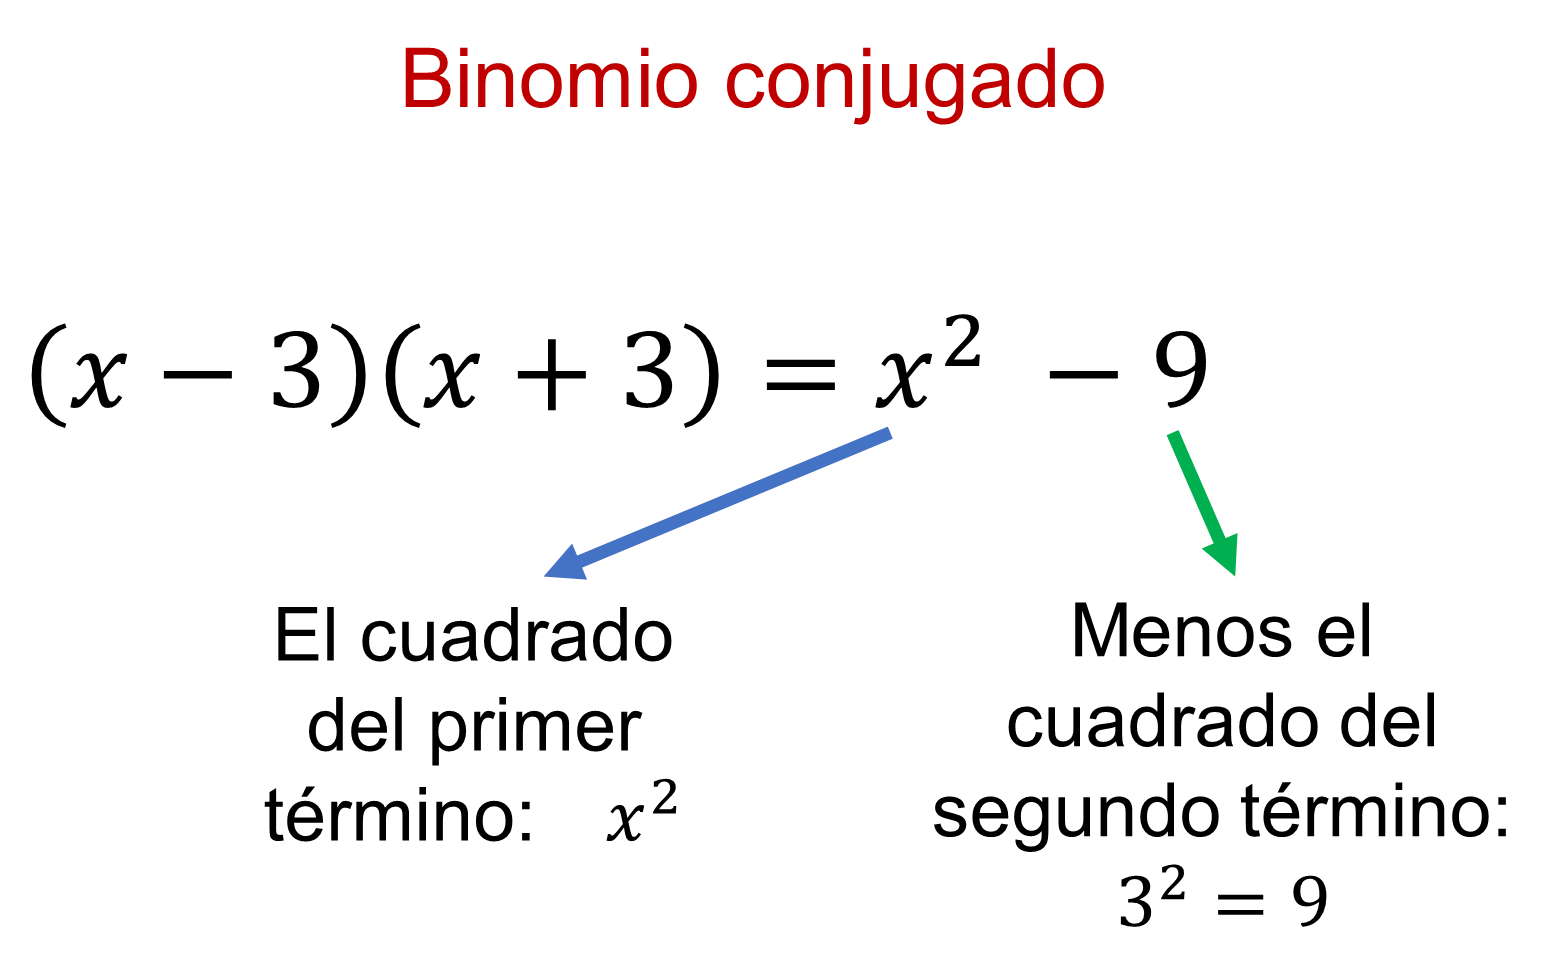 Binomio conjugado
(x − 3)(x + 3) = x² − 9
El cuadrado
del primer
término: x²
Menos el
cuadrado del
segundo término:
3² = 9